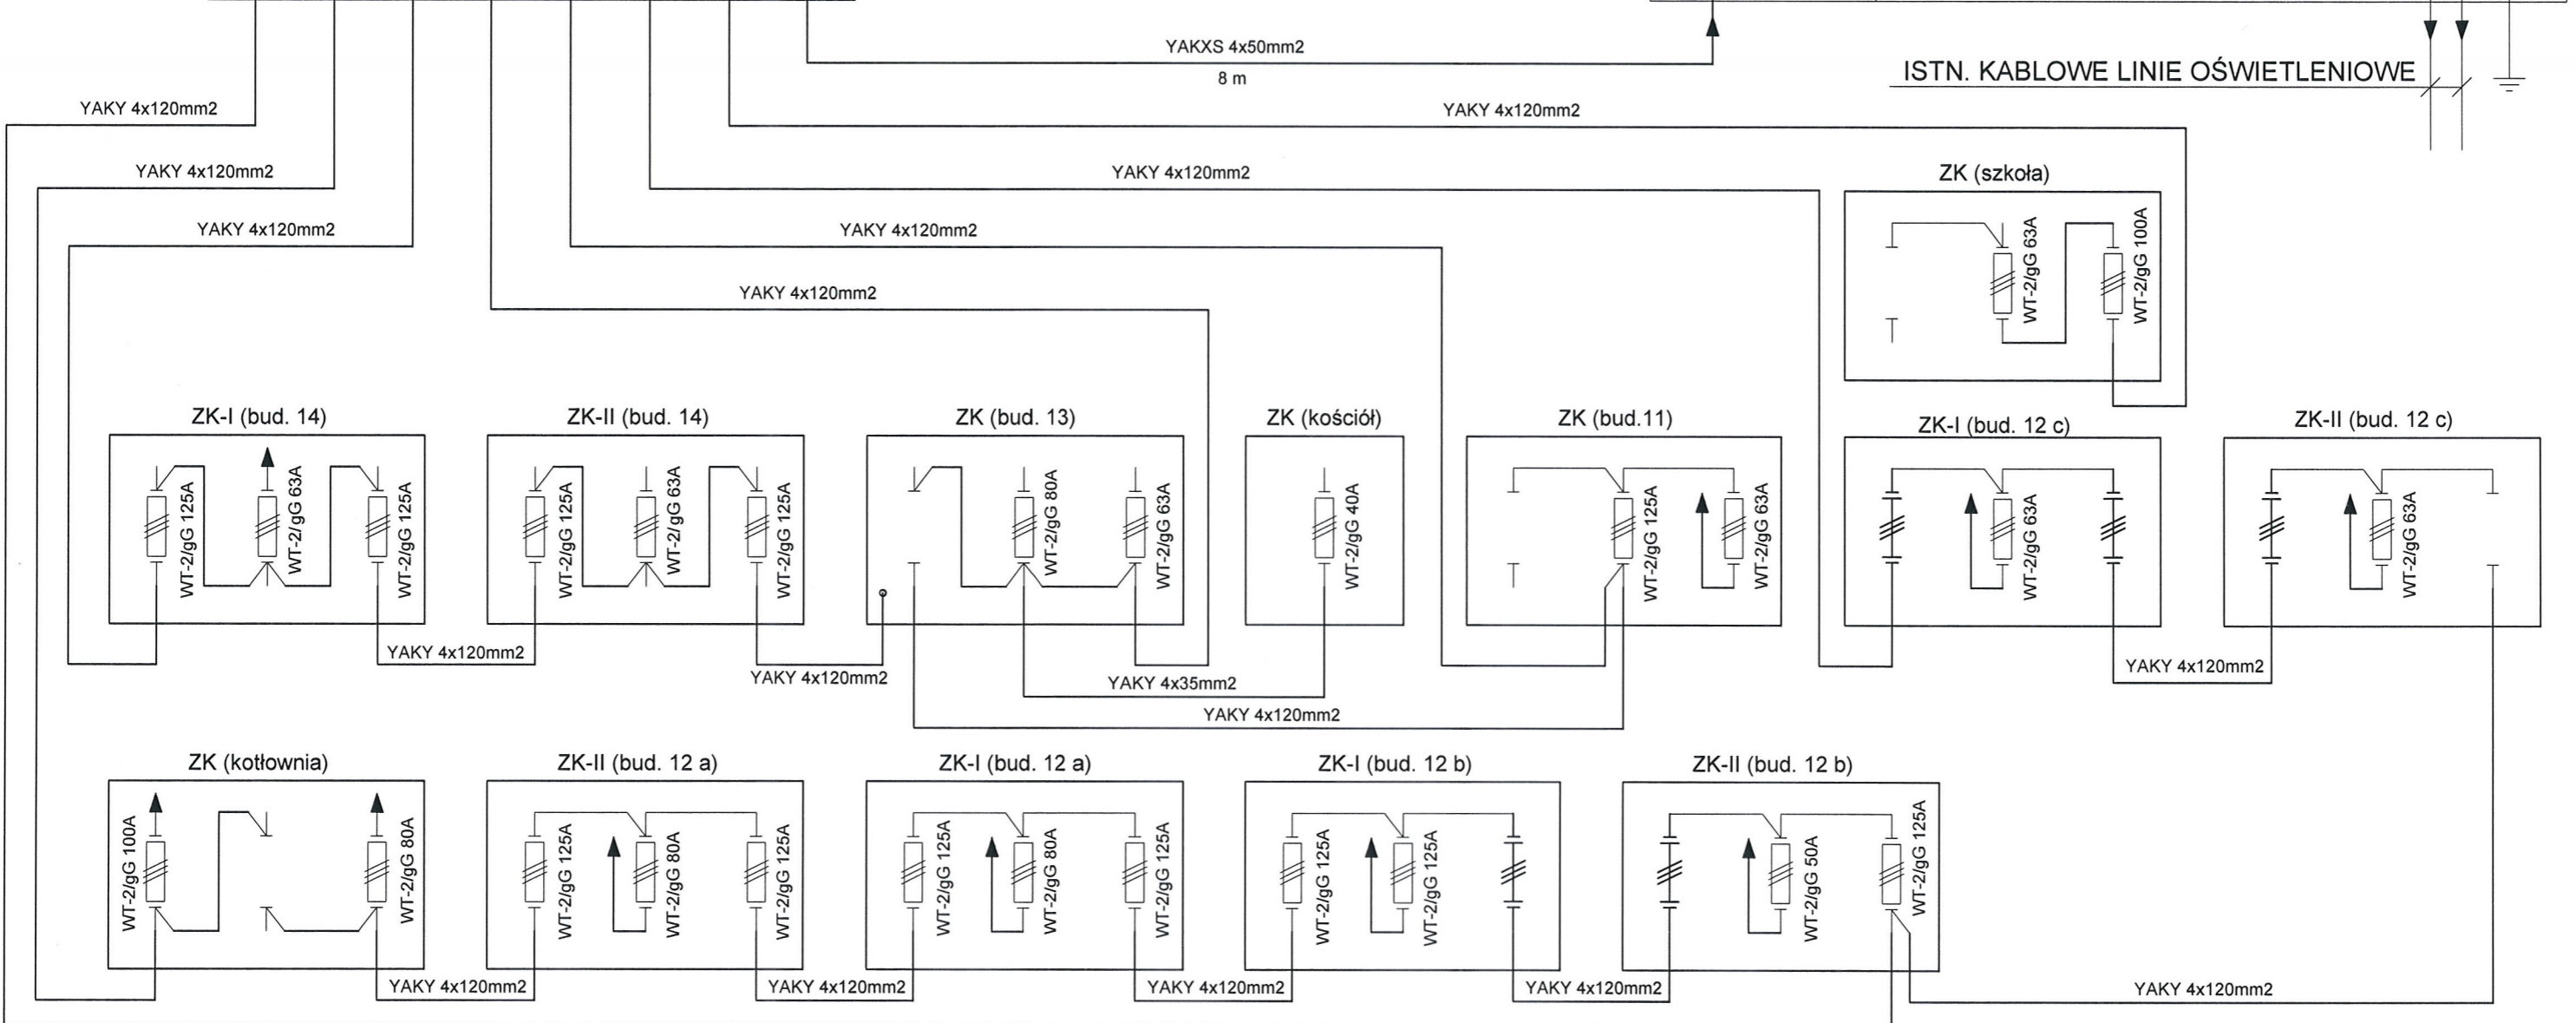 YAKXS 4x50mm2
8 m
ISTN. KABLOWE LINIE OŚWIETLENIOWE
YAKY 4x120mm2
YAKY 4x120mm2
YAKY 4x120mm2
YAKY 4x120mm2
ZK (szkoła)
WT-2/gG 63A
WT-2/gG 100A
YAKY 4x120mm2
YAKY 4x120mm2
YAKY 4x120mm2
ZK-I (bud. 14)
WT-2/gG 125A
WT-2/gG 63A
WT-2/gG 125A
ZK-II (bud. 14)
WT-2/gG 125A
WT-2/gG 63A
WT-2/gG 125A
ZK (bud. 13)
WT-2/gG 80A
WT-2/gG 63A
ZK (kościół)
WT-2/gG 40A
ZK (bud.11)
WT-2/gG 125A
WT-2/gG 63A
ZK-I (bud. 12 c)
WT-2/gG 63A
ZK-II (bud. 12 c)
WT-2/gG 63A
YAKY 4x120mm2
YAKY 4x120mm2
YAKY 4x35mm2
YAKY 4x120mm2
YAKY 4x120mm2
ZK (kotłownia)
WT-2/gG 100A
WT-2/gG 80A
ZK-II (bud. 12 a)
WT-2/gG 125A
WT-2/gG 80A
WT-2/gG 125A
ZK-I (bud. 12 a)
WT-2/gG 125A
WT-2/gG 80A
WT-2/gG 125A
ZK-I (bud. 12 b)
WT-2/gG 125A
WT-2/gG 125A
ZK-II (bud. 12 b)
WT-2/gG 50A
WT-2/gG 125A
YAKY 4x120mm2
YAKY 4x120mm2
YAKY 4x120mm2
YAKY 4x120mm2
YAKY 4x120mm2